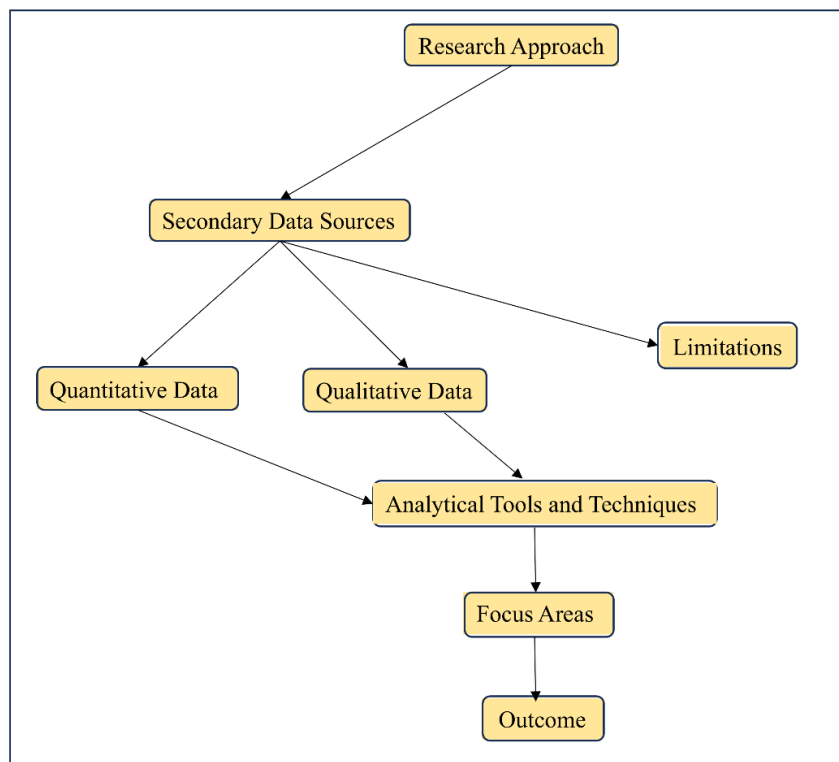 Research Approach
Secondary Data Sources
Limitations
Quantitative Data
Qualitative Data
Analytical Tools and Techniques
Focus Areas
Outcome